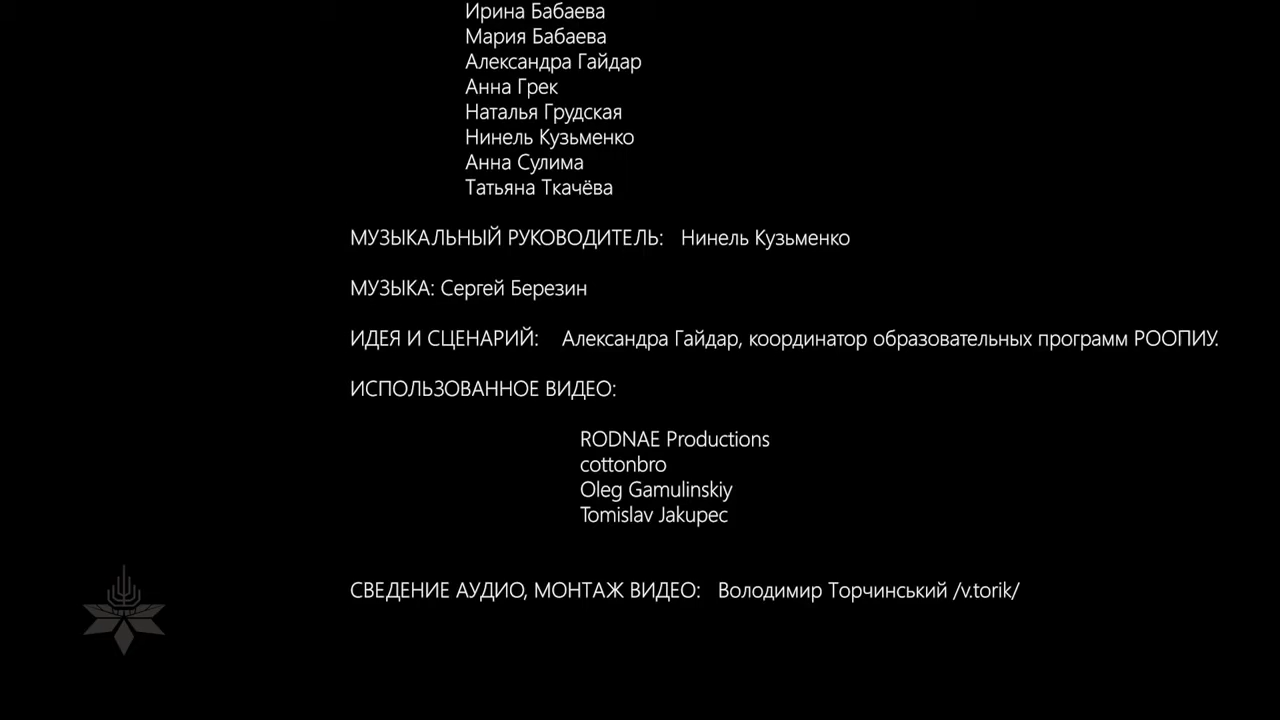 Ирина Бабаева
Мария Бабаева
Александра Гайдар
Анна Грек
Наталья Грудская
Нинель Кузьменко
Анна Сулима
Татьяна Ткачёва
МУЗЫКАЛЬНЫЙ РУКОВОДИТЕЛЬ: Нинель Кузьменко
МУЗЫКА: Сергей Березин
ИДЕЯ И СЦЕНАРИЙ: Александра Гайдар, координатор образовательных программ РООПИУ.
ИСПОЛЬЗОВАННОЕ ВИДЕО:
RODNAE Productions
cottonbro
Oleg Gamulinskiy
Tomislav Jakupec
СВЕДЕНИЕ АУДИО, МОНТАЖ ВИДЕО: Володимир Торчинський /v.torik/